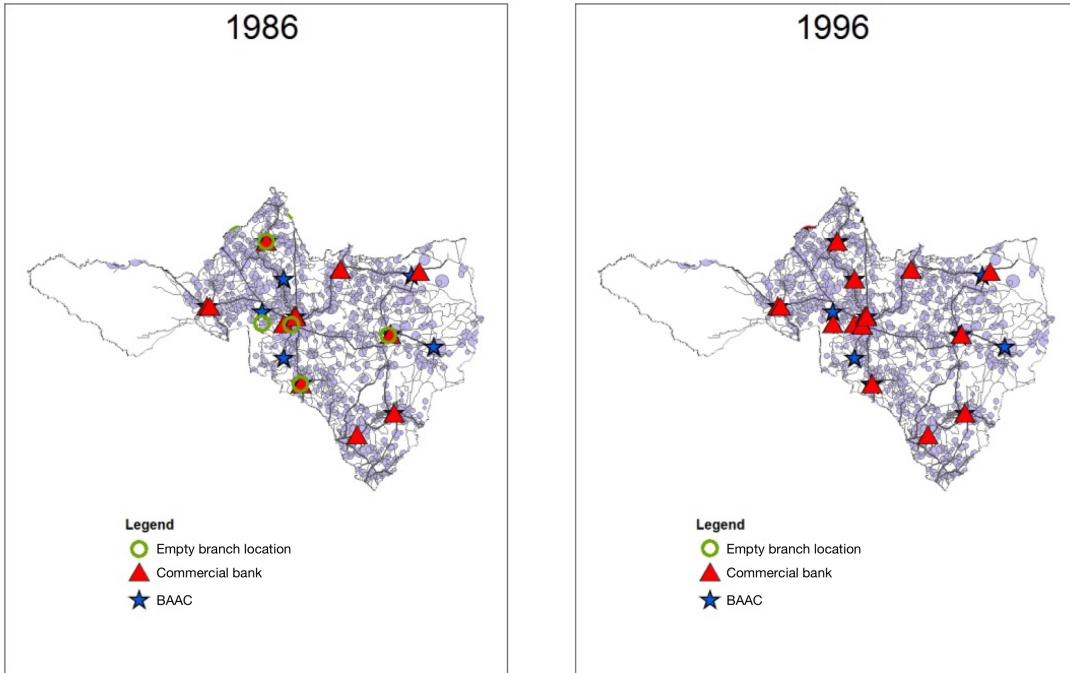 1986
Legend
Empty branch location
Commercial bank
BAAC
1996
Legend
Empty branch location
Commercial bank
BAAC